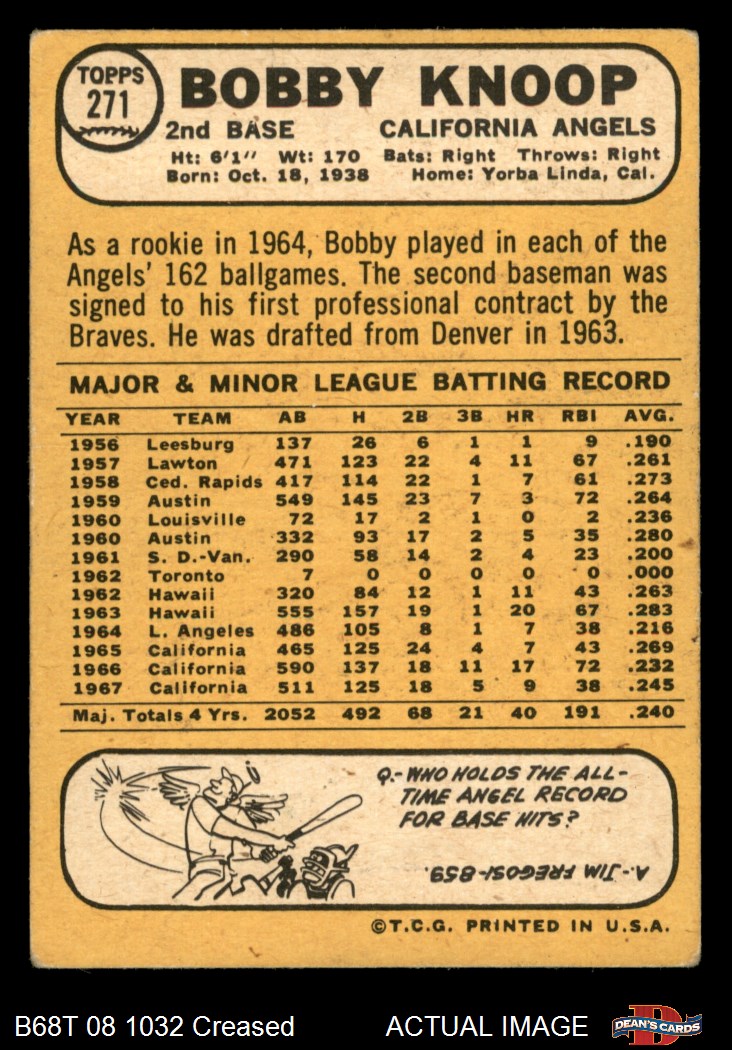 TOPPS
271
BOBBY KNOOP
2nd BASE CALIFORNIA ANGELS
Ht: 6'1" Wt: 170 Bats: Right Throws: Right
Born: Oct. 18, 1938 Home: Yorba Linda, Cal.
As a rookie in 1964, Bobby played in each of the
Angels' 162 ballgames. The second baseman was
signed to his first professional contract by the
Braves. He was drafted from Denver in 1963.
MAJOR & MINOR LEAGUE BATTING RECORD
YEAR TEAM AB H 2B 3B HR RBI AVG.
1956 Leesburg 137 26 6 1 1 9 .190
1957 Lawton 471 123 22 4 11 67 .261
1958 Ced. Rapids 417 114 22 1 7 61 .273
1959 Austin 549 145 23 7 3 72 .264
1960 Louisville 72 17 2 1 0 2 .236
1960 Austin 332 93 17 2 5 35 .280
1961 S. D.-Van. 290 58 14 2 4 23 .200
1962 Toronto 7 0 0 0 0 0 .000
1962 Hawaii 320 84 12 1 11 43 .263
1963 Hawaii 555 157 19 1 20 67 .283
1964 L. Angeles 486 105 8 1 7 38 .216
1965 California 465 125 24 4 7 43 .269
1966 California 590 137 18 11 17 72 .232
1967 California 511 125 18 5 9 38 .245
Maj. Totals 4 Yrs. 2052 492 68 21 40 191 .240
Q.-WHO HOLDS THE ALL-
TIME ANGEL RECORD
FOR BASE HITS?
A.-JIM FREGOSI-859.
©T.C.G. PRINTED IN U.S.A.
B68T 08 1032 Creased ACTUAL IMAGE
D
DEAN'S CARDS